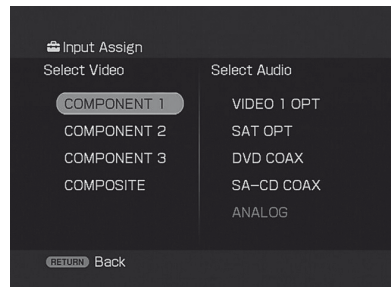 Input Assign
Select Video
Select Audio
COMPONENT 1
VIDEO 1 OPT
COMPONENT 2
SAT OPT
COMPONENT 3
DVD COAX
COMPOSITE
SA-CD COAX
ANALOG
RETURN Back